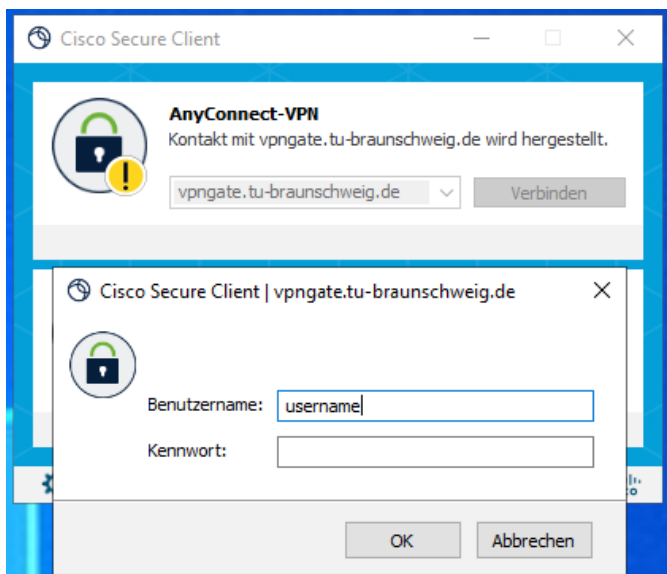 Cisco Secure Client
AnyConnect-VPN
Kontakt mit vpngate.tu-braunschweig.de wird hergestellt.
vpngate.tu-braunschweig.de
Verbinden
Cisco Secure Client | vpngate.tu-braunschweig.de
Benutzername:
username
Kennwort:
OK
Abbrechen